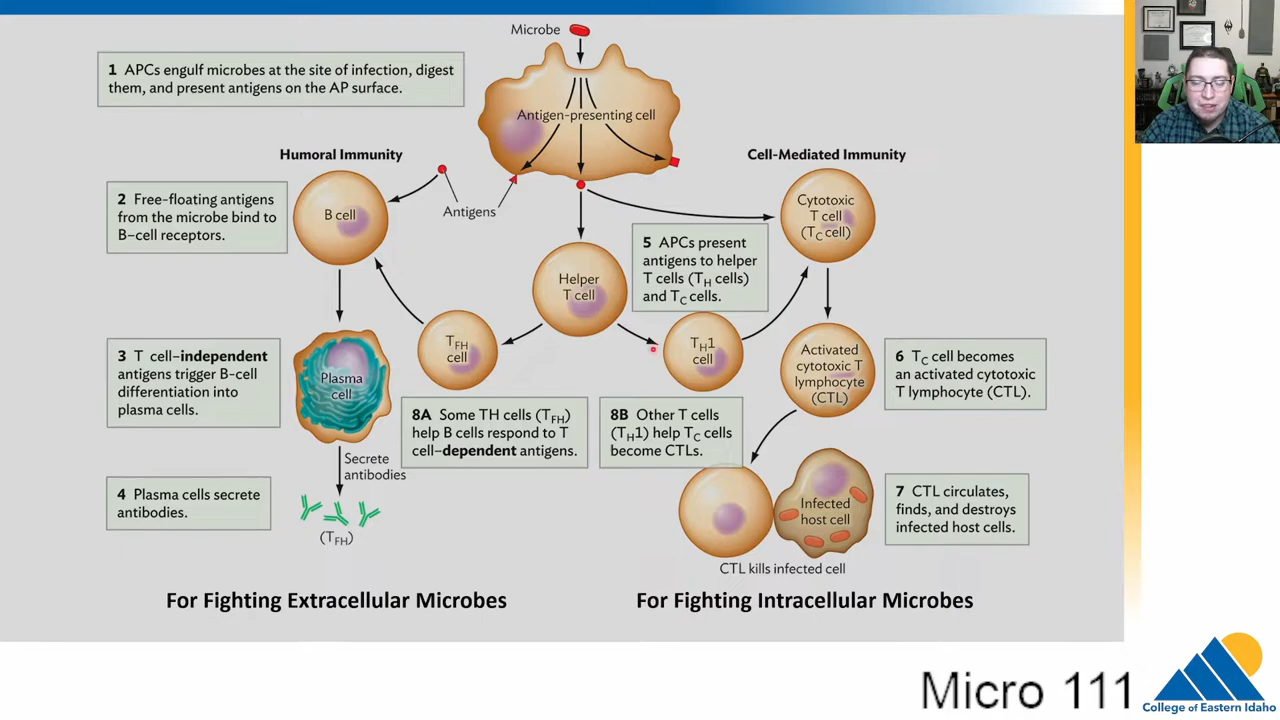 Microbe
1 APCs engulf microbes at the site of infection, digest
them, and present antigens on the AP surface.
Antigen-presenting cell
Humoral Immunity
Cell-Mediated Immunity
2 Free-floating antigens
from the microbe bind to
B–cell receptors.
B cell
Antigens
Cytotoxic
T cell
(TC cell)
5 APCs present
antigens to helper
T cells (TH cells)
and TC cells.
Helper
T cell
3 T cell–independent
antigens trigger B-cell
differentiation into
plasma cells.
Plasma
cell
TFH
cell
TH1
cell
Activated
cytotoxic T
lymphocyte
(CTL)
6 TC cell becomes
an activated cytotoxic
T lymphocyte (CTL).
8A Some TH cells (TFH)
help B cells respond to T
cell–dependent antigens.
8B Other T cells
(TH1) help TC cells
become CTLs.
Secrete
antibodies
4 Plasma cells secrete
antibodies.
(TFH)
Infected
host cell
7 CTL circulates,
finds, and destroys
infected host cells.
CTL kills infected cell
For Fighting Extracellular Microbes
For Fighting Intracellular Microbes
Micro 111
College of Eastern Idaho